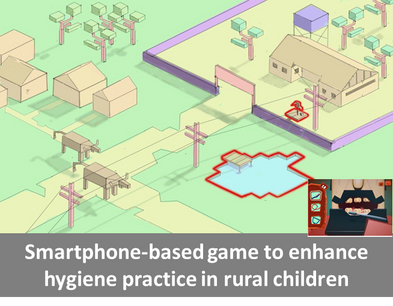 Smartphone-based game to enhance
hygiene practice in rural children